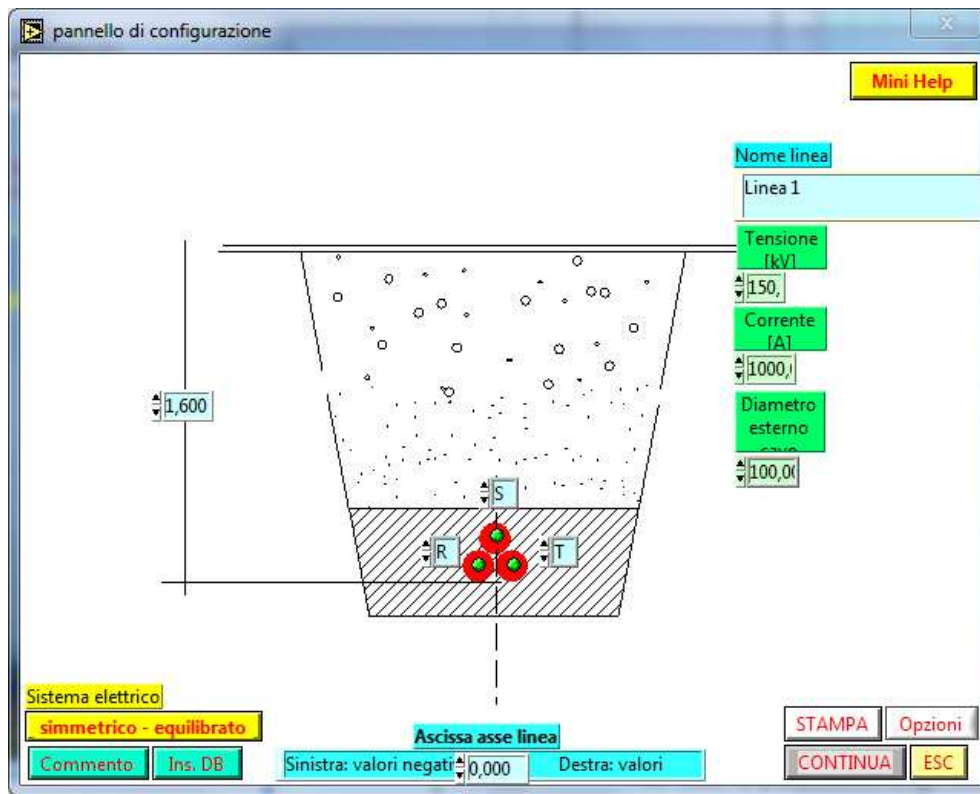 pannello di configurazione
Mini Help
Nome linea
Linea 1
Tensione
[kV]
150,
Corrente
[A]
1000,
1,600
Diametro
esterno
100,00
S
R
T
Sistema elettrico
simmetrico - equilibrato
Ascissa asse linea
STAMPA
Opzioni
Commento
Ins. DB
Sinistra: valori negati
0,000
Destra: valori
CONTINUA
ESC